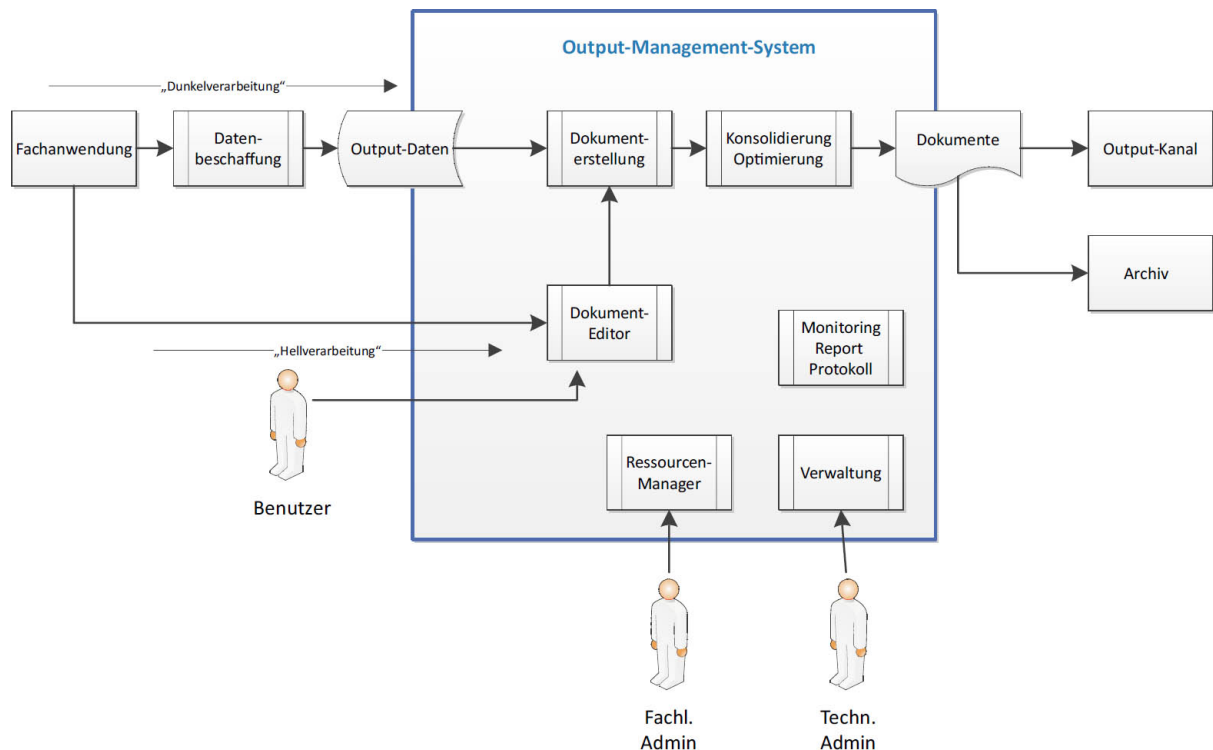 Output-Management-System
„Dunkelverarbeitung“
Fachanwendung
Daten-
beschaffung
Output-Daten
Dokument-
erstellung
Konsolidierung
Optimierung
Dokumente
Output-Kanal
Archiv
Dokument-
Editor
„Hellverarbeitung“
Monitoring
Report
Protokoll
Benutzer
Ressourcen-
Manager
Verwaltung
Fachl.
Admin
Techn.
Admin